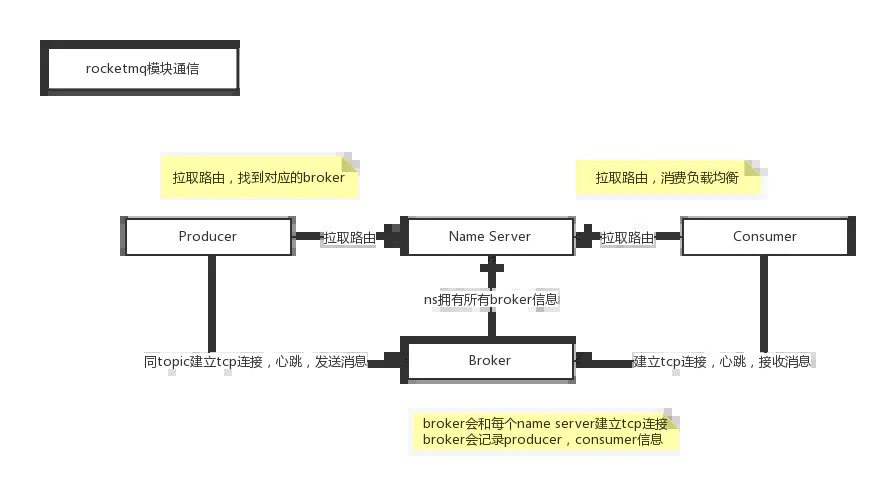 rocketmq模块通信
拉取路由，找到对应的broker
拉取路由，消费负载均衡
Producer
拉取路由
Name Server
拉取路由
Consumer
ns拥有所有broker信息
同topic建立tcp连接，心跳，发送消息
Broker
建立tcp连接，心跳，接收消息
broker会和每个name server建立tcp连接
broker会记录producer，consumer信息